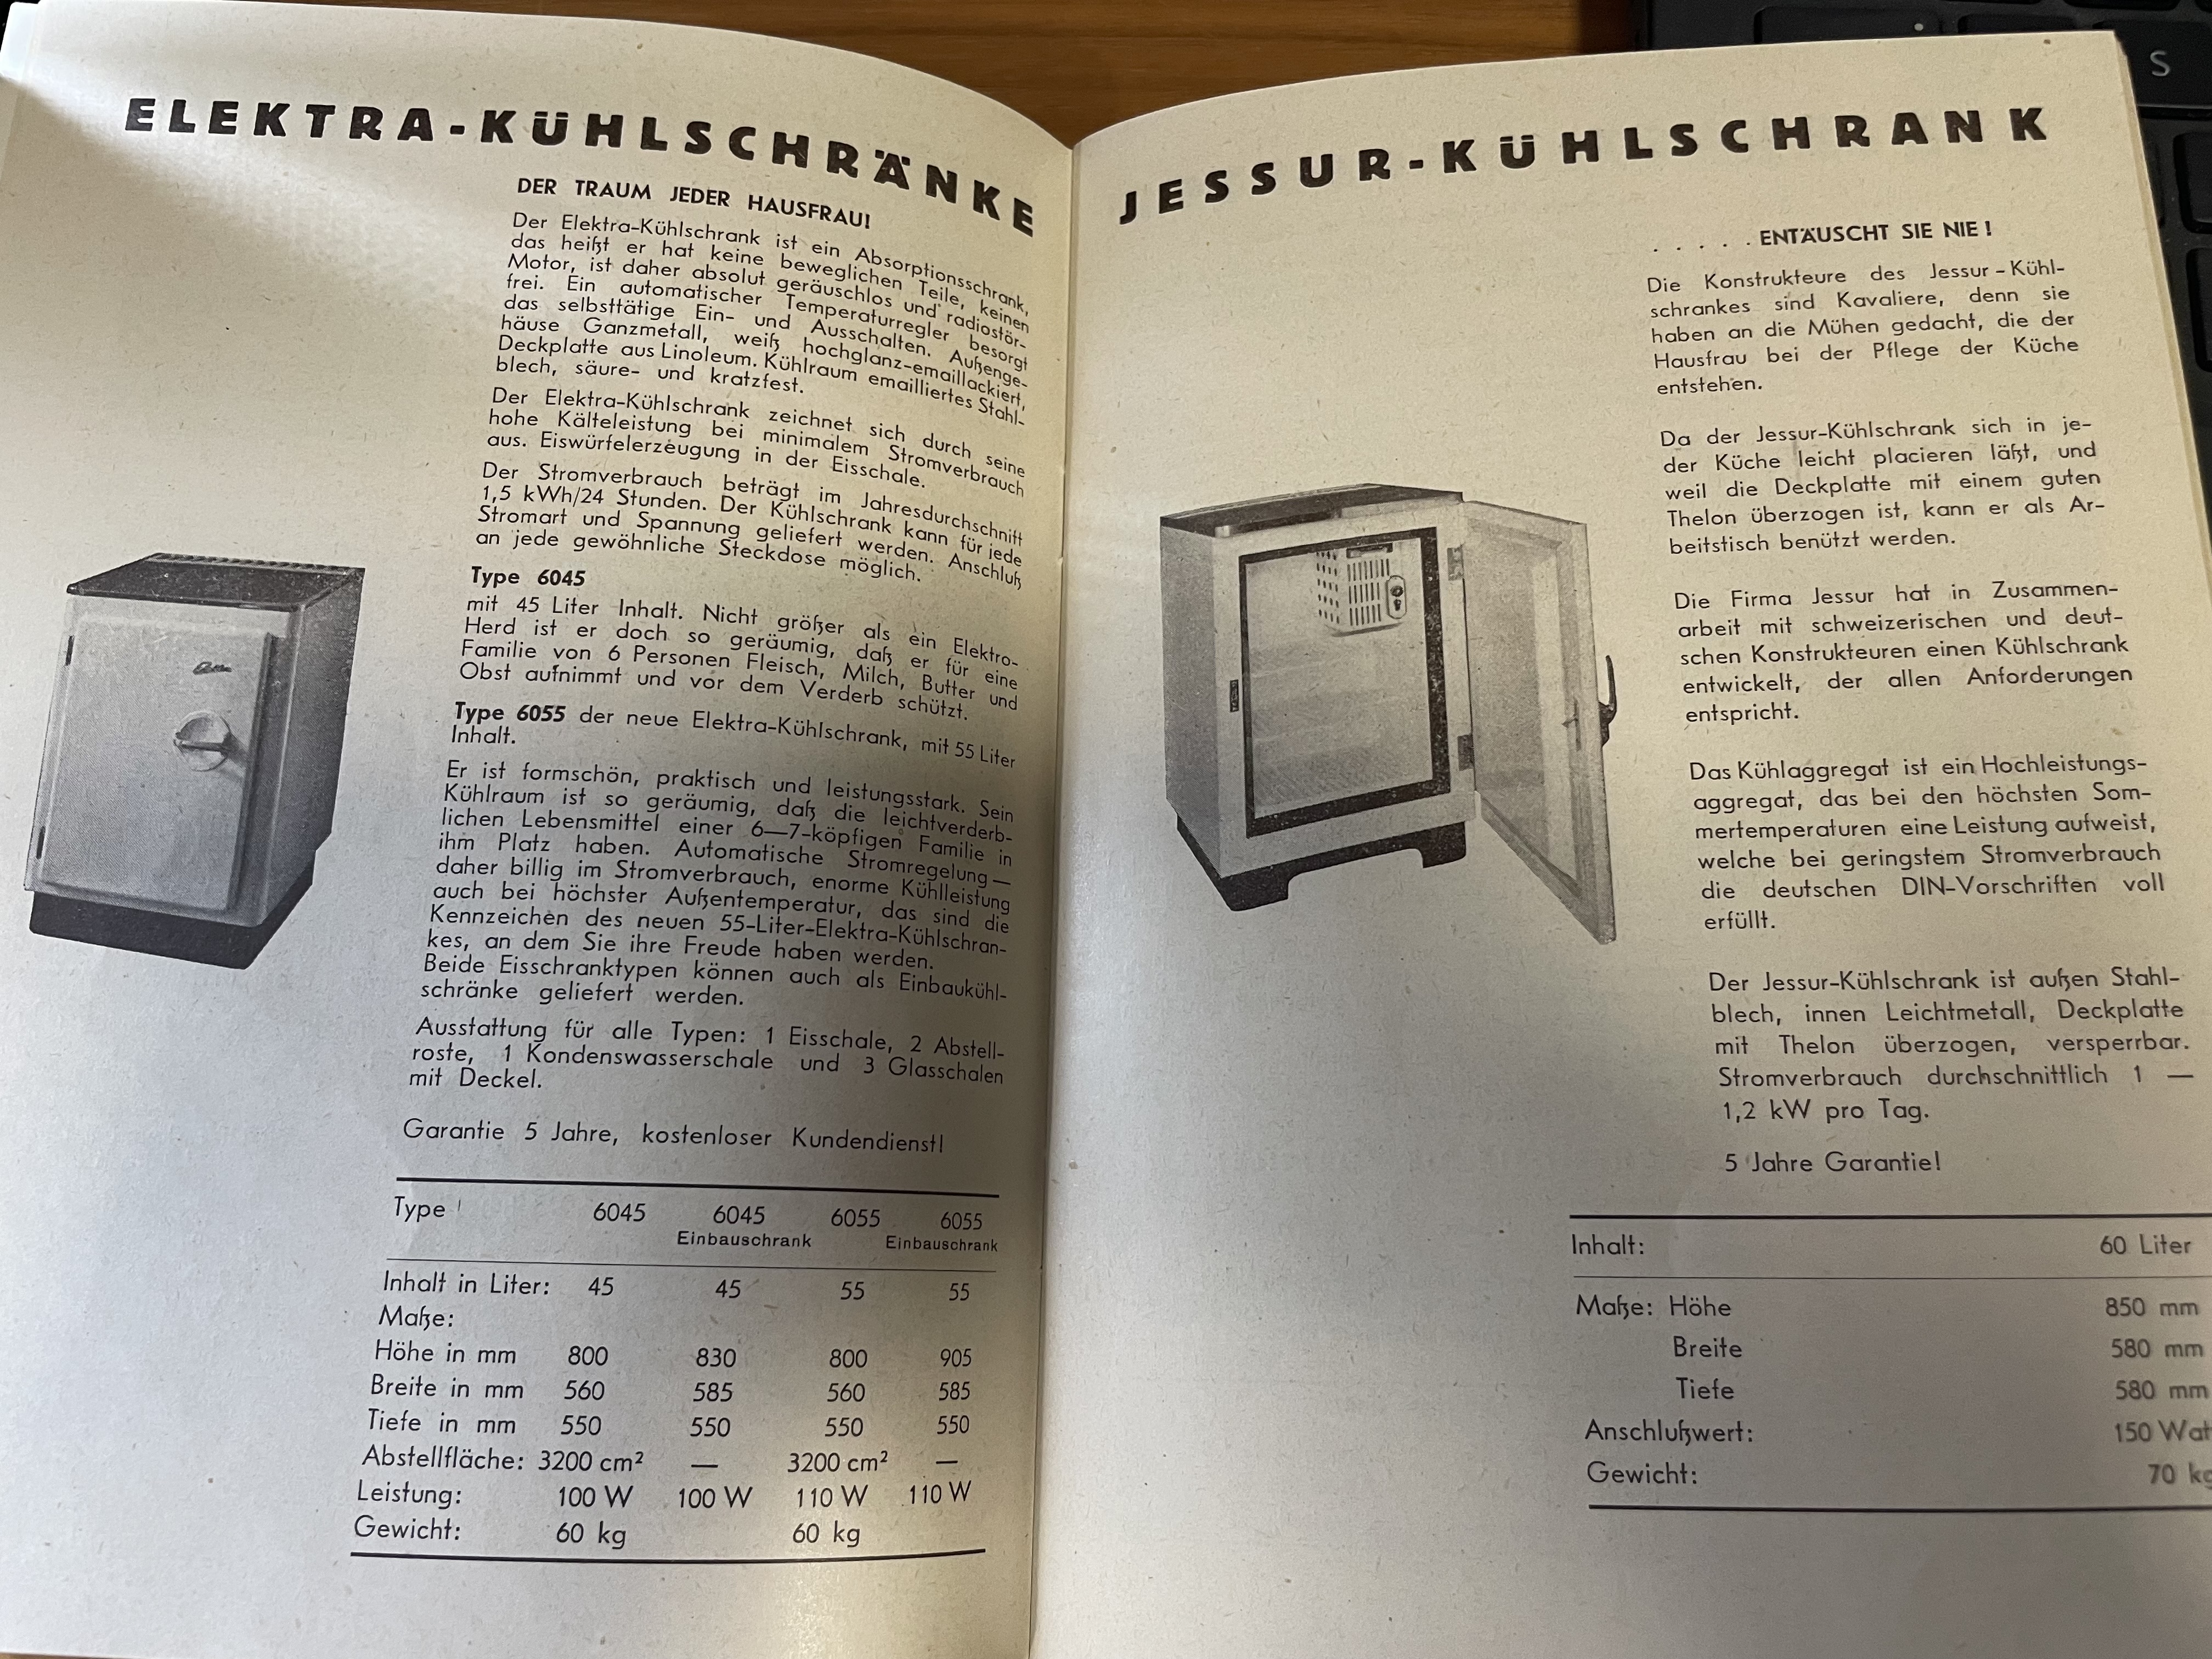 ELEKTRA-KÜHLSCHRÄNKE
DER TRAUM JEDER HAUSFRAU!
Der Elektra-Kühlschrank ist ein Absorptionsschrank,
das heißt er hat keine beweglichen Teile, keinen
Motor, ist daher absolut geräuschlos und radiostör-
frei. Ein automatischer Temperaturregler besorgt
das selbsttätige Ein- und Ausschalten. Außenge-
häuse Ganzmetall, weiß hochglanz-emaillackiert,
Deckplatte aus Linoleum. Kühlraum emailliertes Stahl-
blech, säure- und kratzfest.
Der Elektra-Kühlschrank zeichnet sich durch seine
hohe Kälteleistung bei minimalem Stromverbrauch
aus. Eiswürfelerzeugung in der Eisschale.
Der Stromverbrauch beträgt im Jahresdurchschnitt
1,5 kWh/24 Stunden. Der Kühlschrank kann für jede
Stromart und Spannung geliefert werden. Anschluß
an jede gewöhnliche Steckdose möglich.
Type 6045
mit 45 Liter Inhalt. Nicht größer als ein Elektro-
Herd ist er doch so geräumig, daß er für eine
Familie von 6 Personen Fleisch, Milch, Butter und
Obst aufnimmt und vor dem Verderb schützt.
Type 6055 der neue Elektra-Kühlschrank, mit 55 Liter
Inhalt.
Er ist formschön, praktisch und leistungsstark. Sein
Kühlraum ist so geräumig, daß die leichtverderb-
lichen Lebensmittel einer 6—7-köpfigen Familie in
ihm Platz haben. Automatische Stromregelung —
daher billig im Stromverbrauch, enorme Kühlleistung
auch bei höchster Außentemperatur, das sind die
Kennzeichen des neuen 55-Liter-Elektra-Kühlschran-
kes, an dem Sie ihre Freude haben werden.
Beide Eisschranktypen können auch als Einbaukühl-
schränke geliefert werden.
Ausstattung für alle Typen: 1 Eisschale, 2 Abstell-
roste, 1 Kondenswasserschale und 3 Glasschalen
mit Deckel.
Garantie 5 Jahre, kostenloser Kundendienst!
Type 6045 6045 6055 6055
Einbauschrank Einbauschrank
Inhalt in Liter: 45 45 55 55
Maße:
Höhe in mm 800 830 800 905
Breite in mm 560 585 560 585
Tiefe in mm 550 550 550 550
Abstellfläche: 3200 cm² — 3200 cm² —
Leistung: 100 W 100 W 110 W 110 W
Gewicht: 60 kg 60 kg
JESSUR-KÜHLSCHRANK
. . . . . ENTÄUSCHT SIE NIE!
Die Konstrukteure des Jessur-Kühl-
schrankes sind Kavaliere, denn sie
haben an die Mühen gedacht, die der
Hausfrau bei der Pflege der Küche
entstehen.
Da der Jessur-Kühlschrank sich in je-
der Küche leicht placieren läßt, und
weil die Deckplatte mit einem guten
Thelon überzogen ist, kann er als Ar-
beitstisch benützt werden.
Die Firma Jessur hat in Zusammen-
arbeit mit schweizerischen und deut-
schen Konstrukteuren einen Kühlschrank
entwickelt, der allen Anforderungen
entspricht.
Das Kühlaggregat ist ein Hochleistungs-
aggregat, das bei den höchsten Som-
mertemperaturen eine Leistung aufweist,
welche bei geringstem Stromverbrauch
die deutschen DIN-Vorschriften voll
erfüllt.
Der Jessur-Kühlschrank ist außen Stahl-
blech, innen Leichtmetall, Deckplatte
mit Thelon überzogen, versperrbar.
Stromverbrauch durchschnittlich 1 —
1,2 kW pro Tag.
5 Jahre Garantie!
Inhalt: 60 Liter
Maße: Höhe 850 mm
Breite 580 mm
Tiefe 580 mm
Anschlußwert: 150 Wat
Gewicht: 70 kg
S